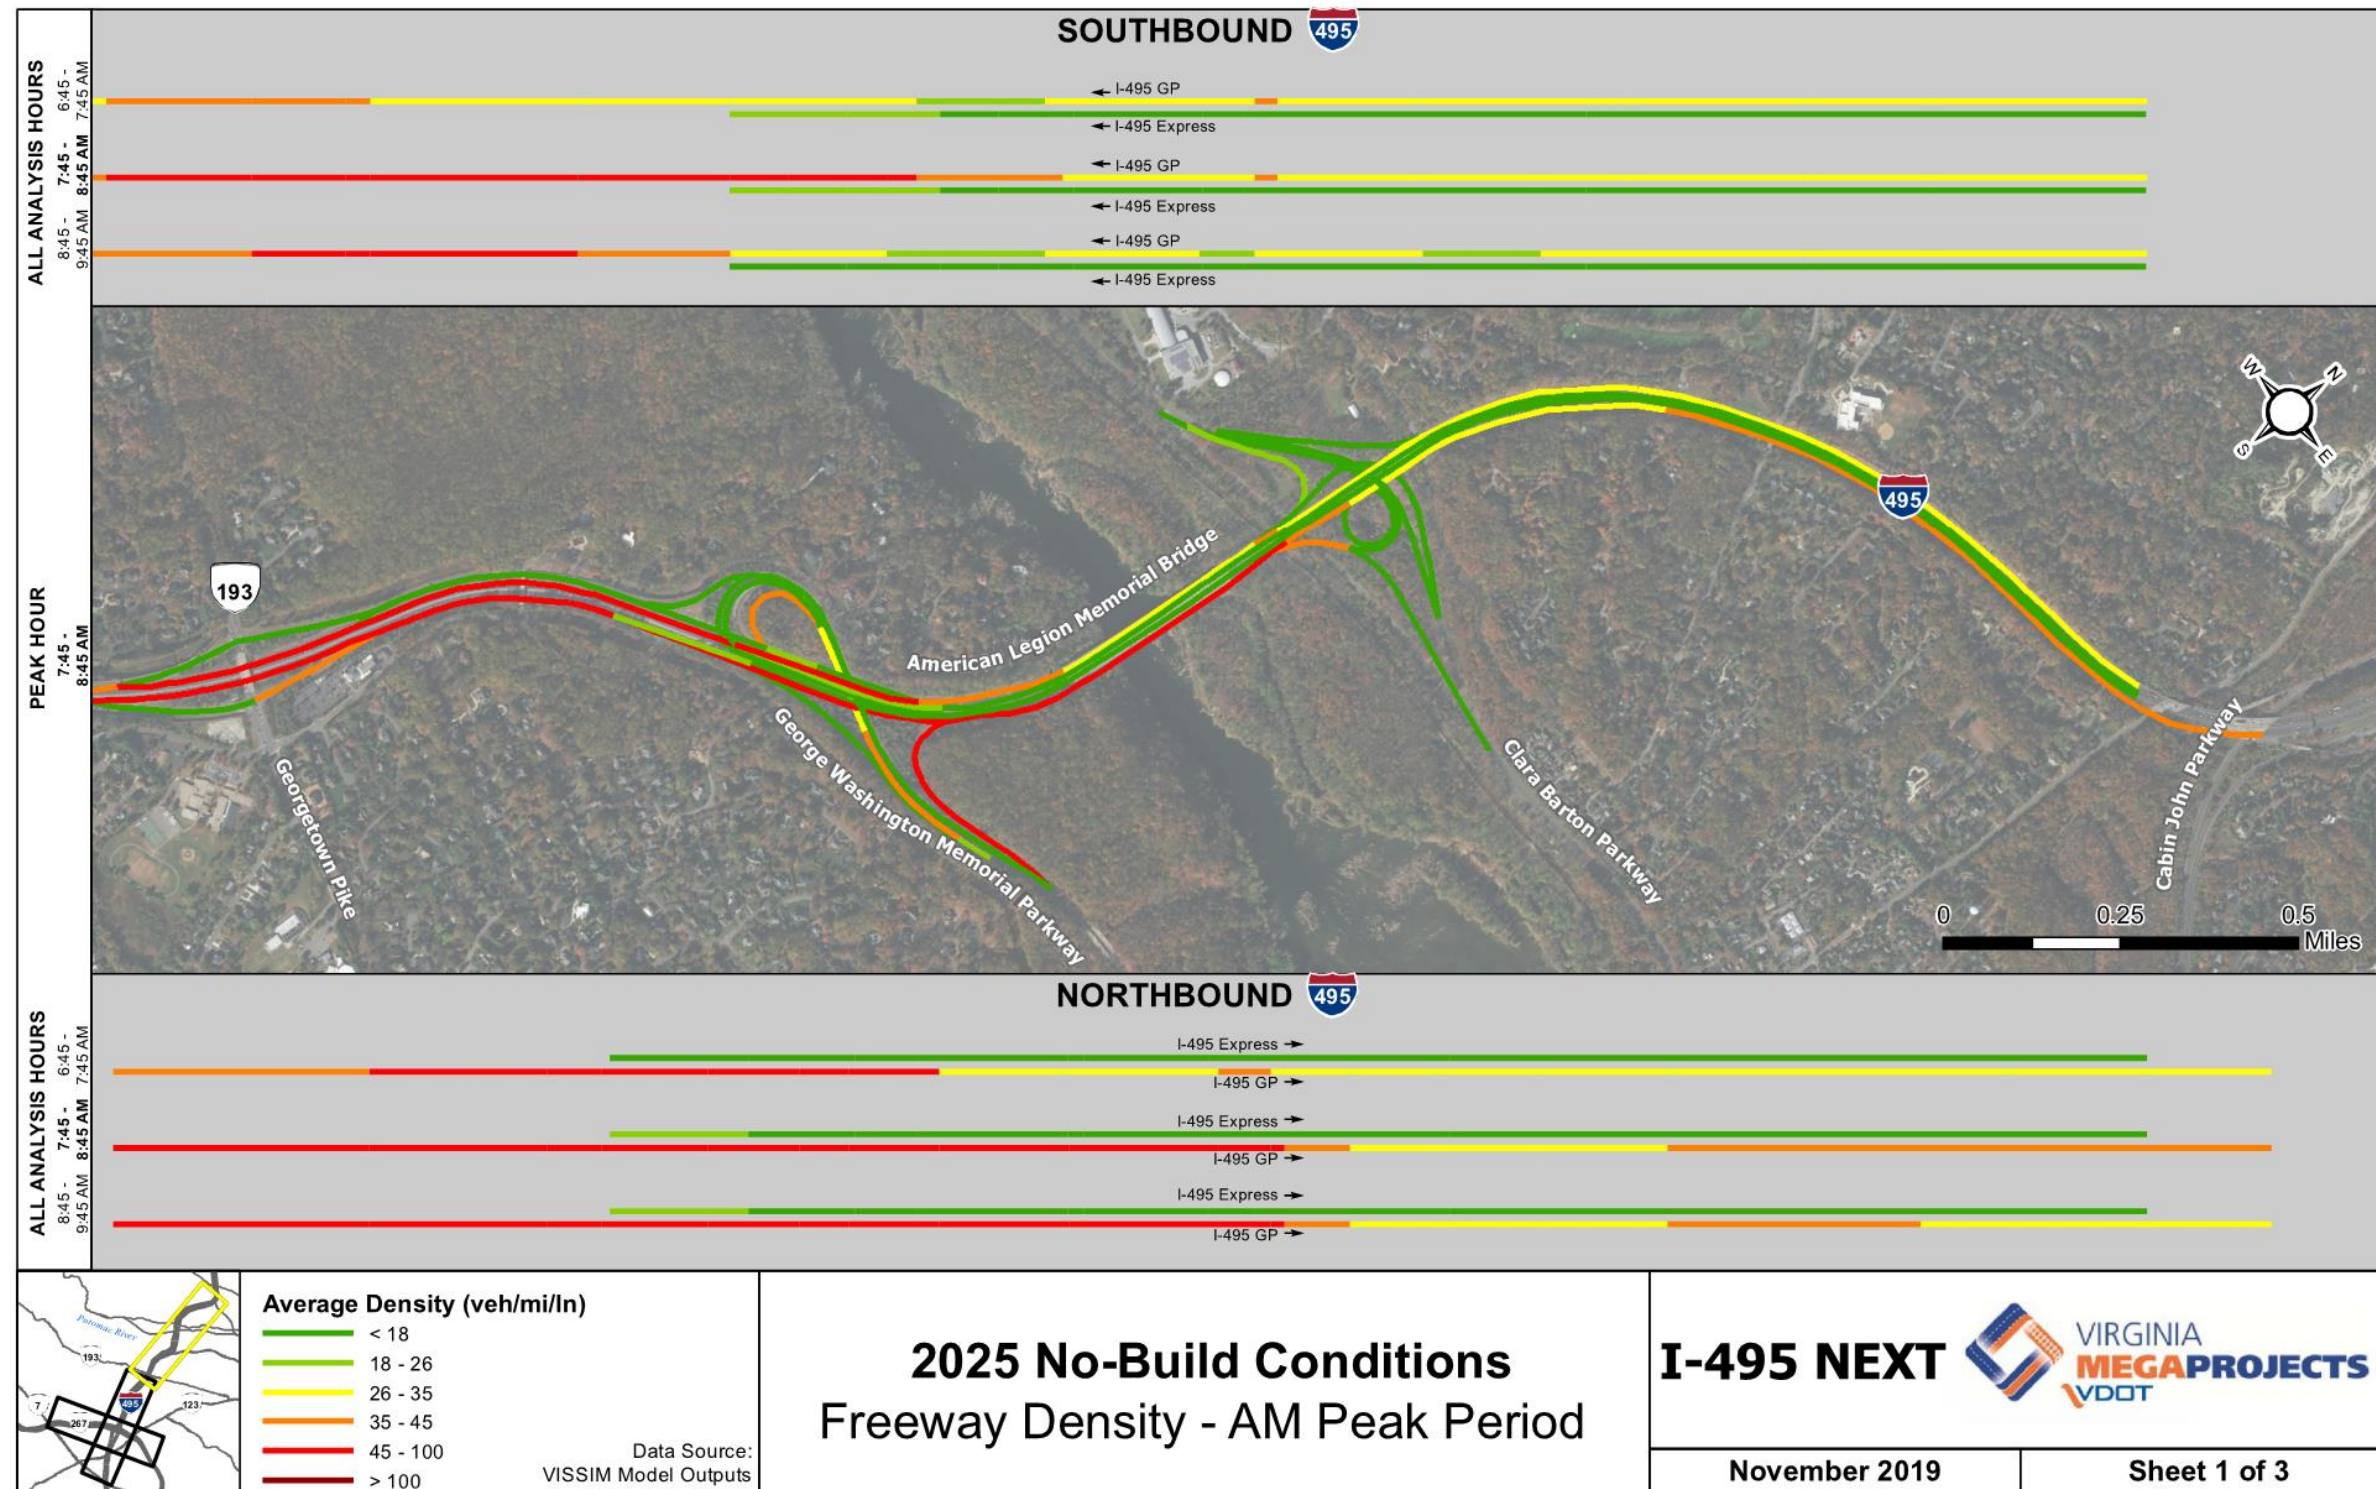 SOUTHBOUND 495
ALL ANALYSIS HOURS
6:45 -
7:45 AM
← I-495 GP
← I-495 Express
7:45 -
8:45 AM
← I-495 GP
← I-495 Express
8:45 -
9:45 AM
← I-495 GP
← I-495 Express
PEAK HOUR
7:45 -
8:45 AM
193
Georgetown Pike
George Washington Memorial Parkway
American Legion Memorial Bridge
Clara Barton Parkway
495
Cabin John Parkway
W
N
S
E
0 0.25 0.5
Miles
NORTHBOUND 495
ALL ANALYSIS HOURS
6:45 -
7:45 AM
I-495 Express →
I-495 GP →
7:45 -
8:45 AM
I-495 Express →
I-495 GP →
8:45 -
9:45 AM
I-495 Express →
I-495 GP →
Potomac River
193
495
7
267
123
Average Density (veh/mi/ln)
< 18
18 - 26
26 - 35
35 - 45
45 - 100
> 100
Data Source:
VISSIM Model Outputs
2025 No-Build Conditions
Freeway Density - AM Peak Period
I-495 NEXT
VIRGINIA
MEGAPROJECTS
VDOT
November 2019
Sheet 1 of 3